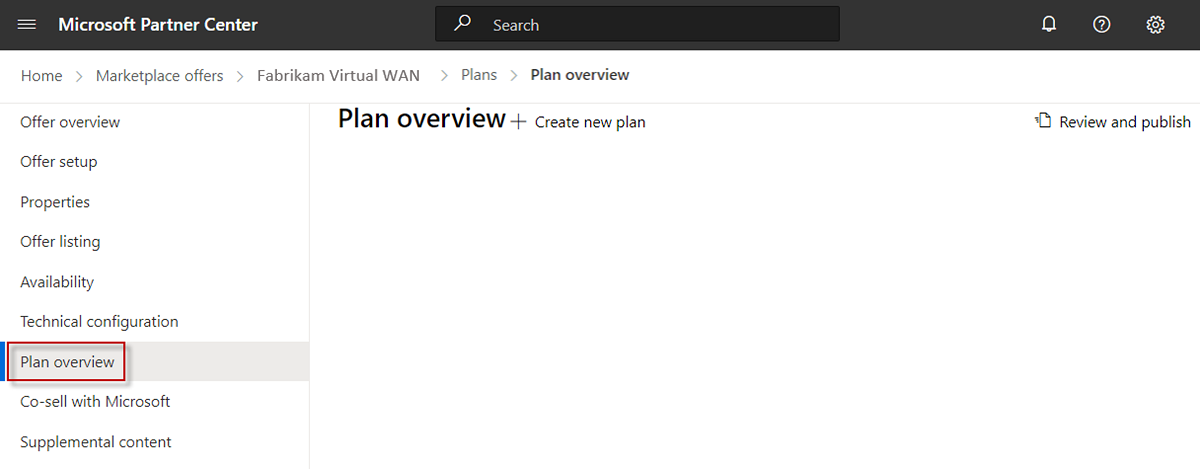 Microsoft Partner Center
Search
Home > Marketplace offers > Fabrikam Virtual WAN > Plans > Plan overview
Plan overview + Create new plan
Review and publish
Offer overview
Offer setup
Properties
Offer listing
Availability
Technical configuration
Plan overview
Co-sell with Microsoft
Supplemental content